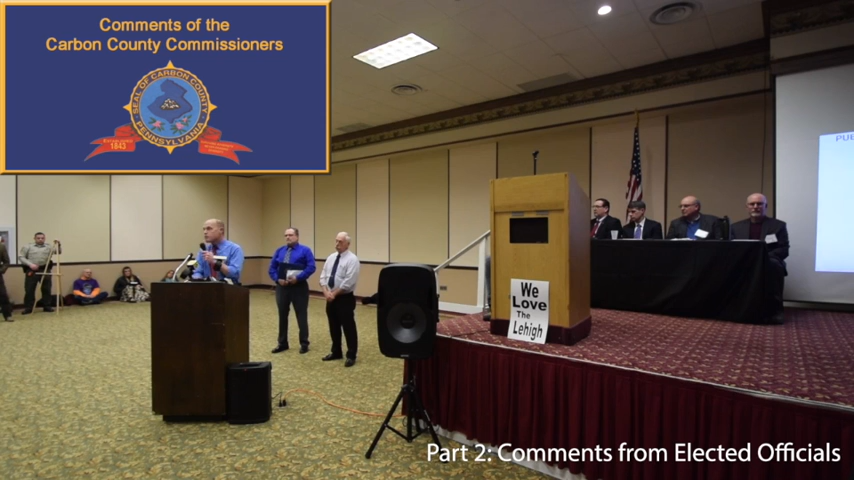 Comments of the
Carbon County Commissioners
SEAL OF CARBON COUNTY
PENNSYLVANIA
1843
We
Love
The
Lehigh
PUB
Part 2: Comments from Elected Officials